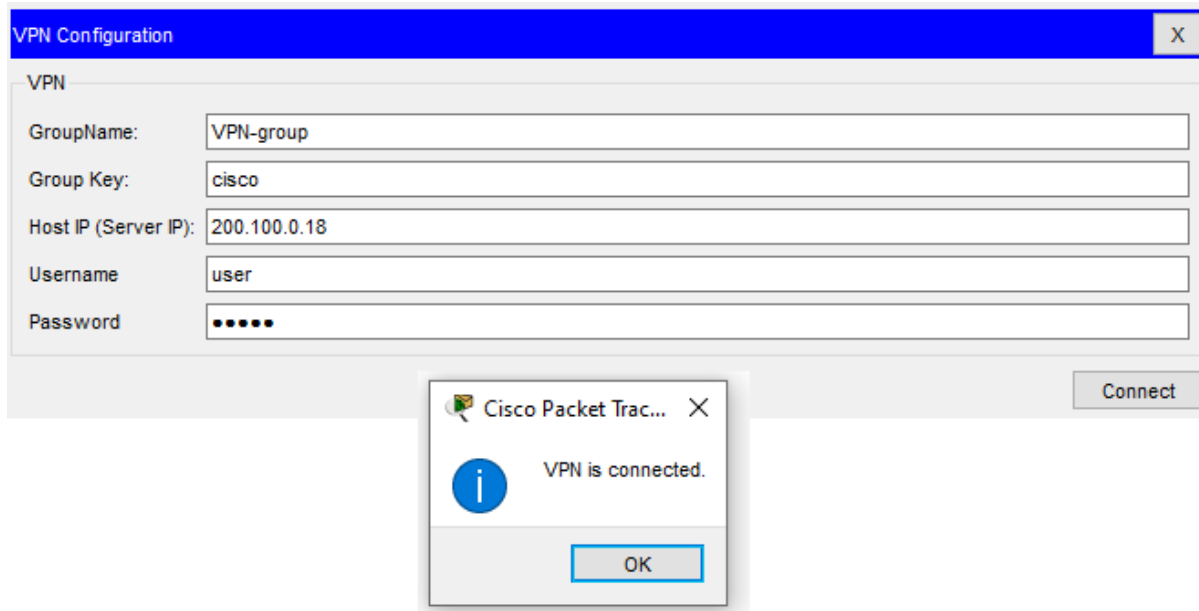 VPN Configuration X
VPN
GroupName: VPN-group
Group Key: cisco
Host IP (Server IP): 200.100.0.18
Username user
Password •••••
Connect
Cisco Packet Trac...
VPN is connected.
OK